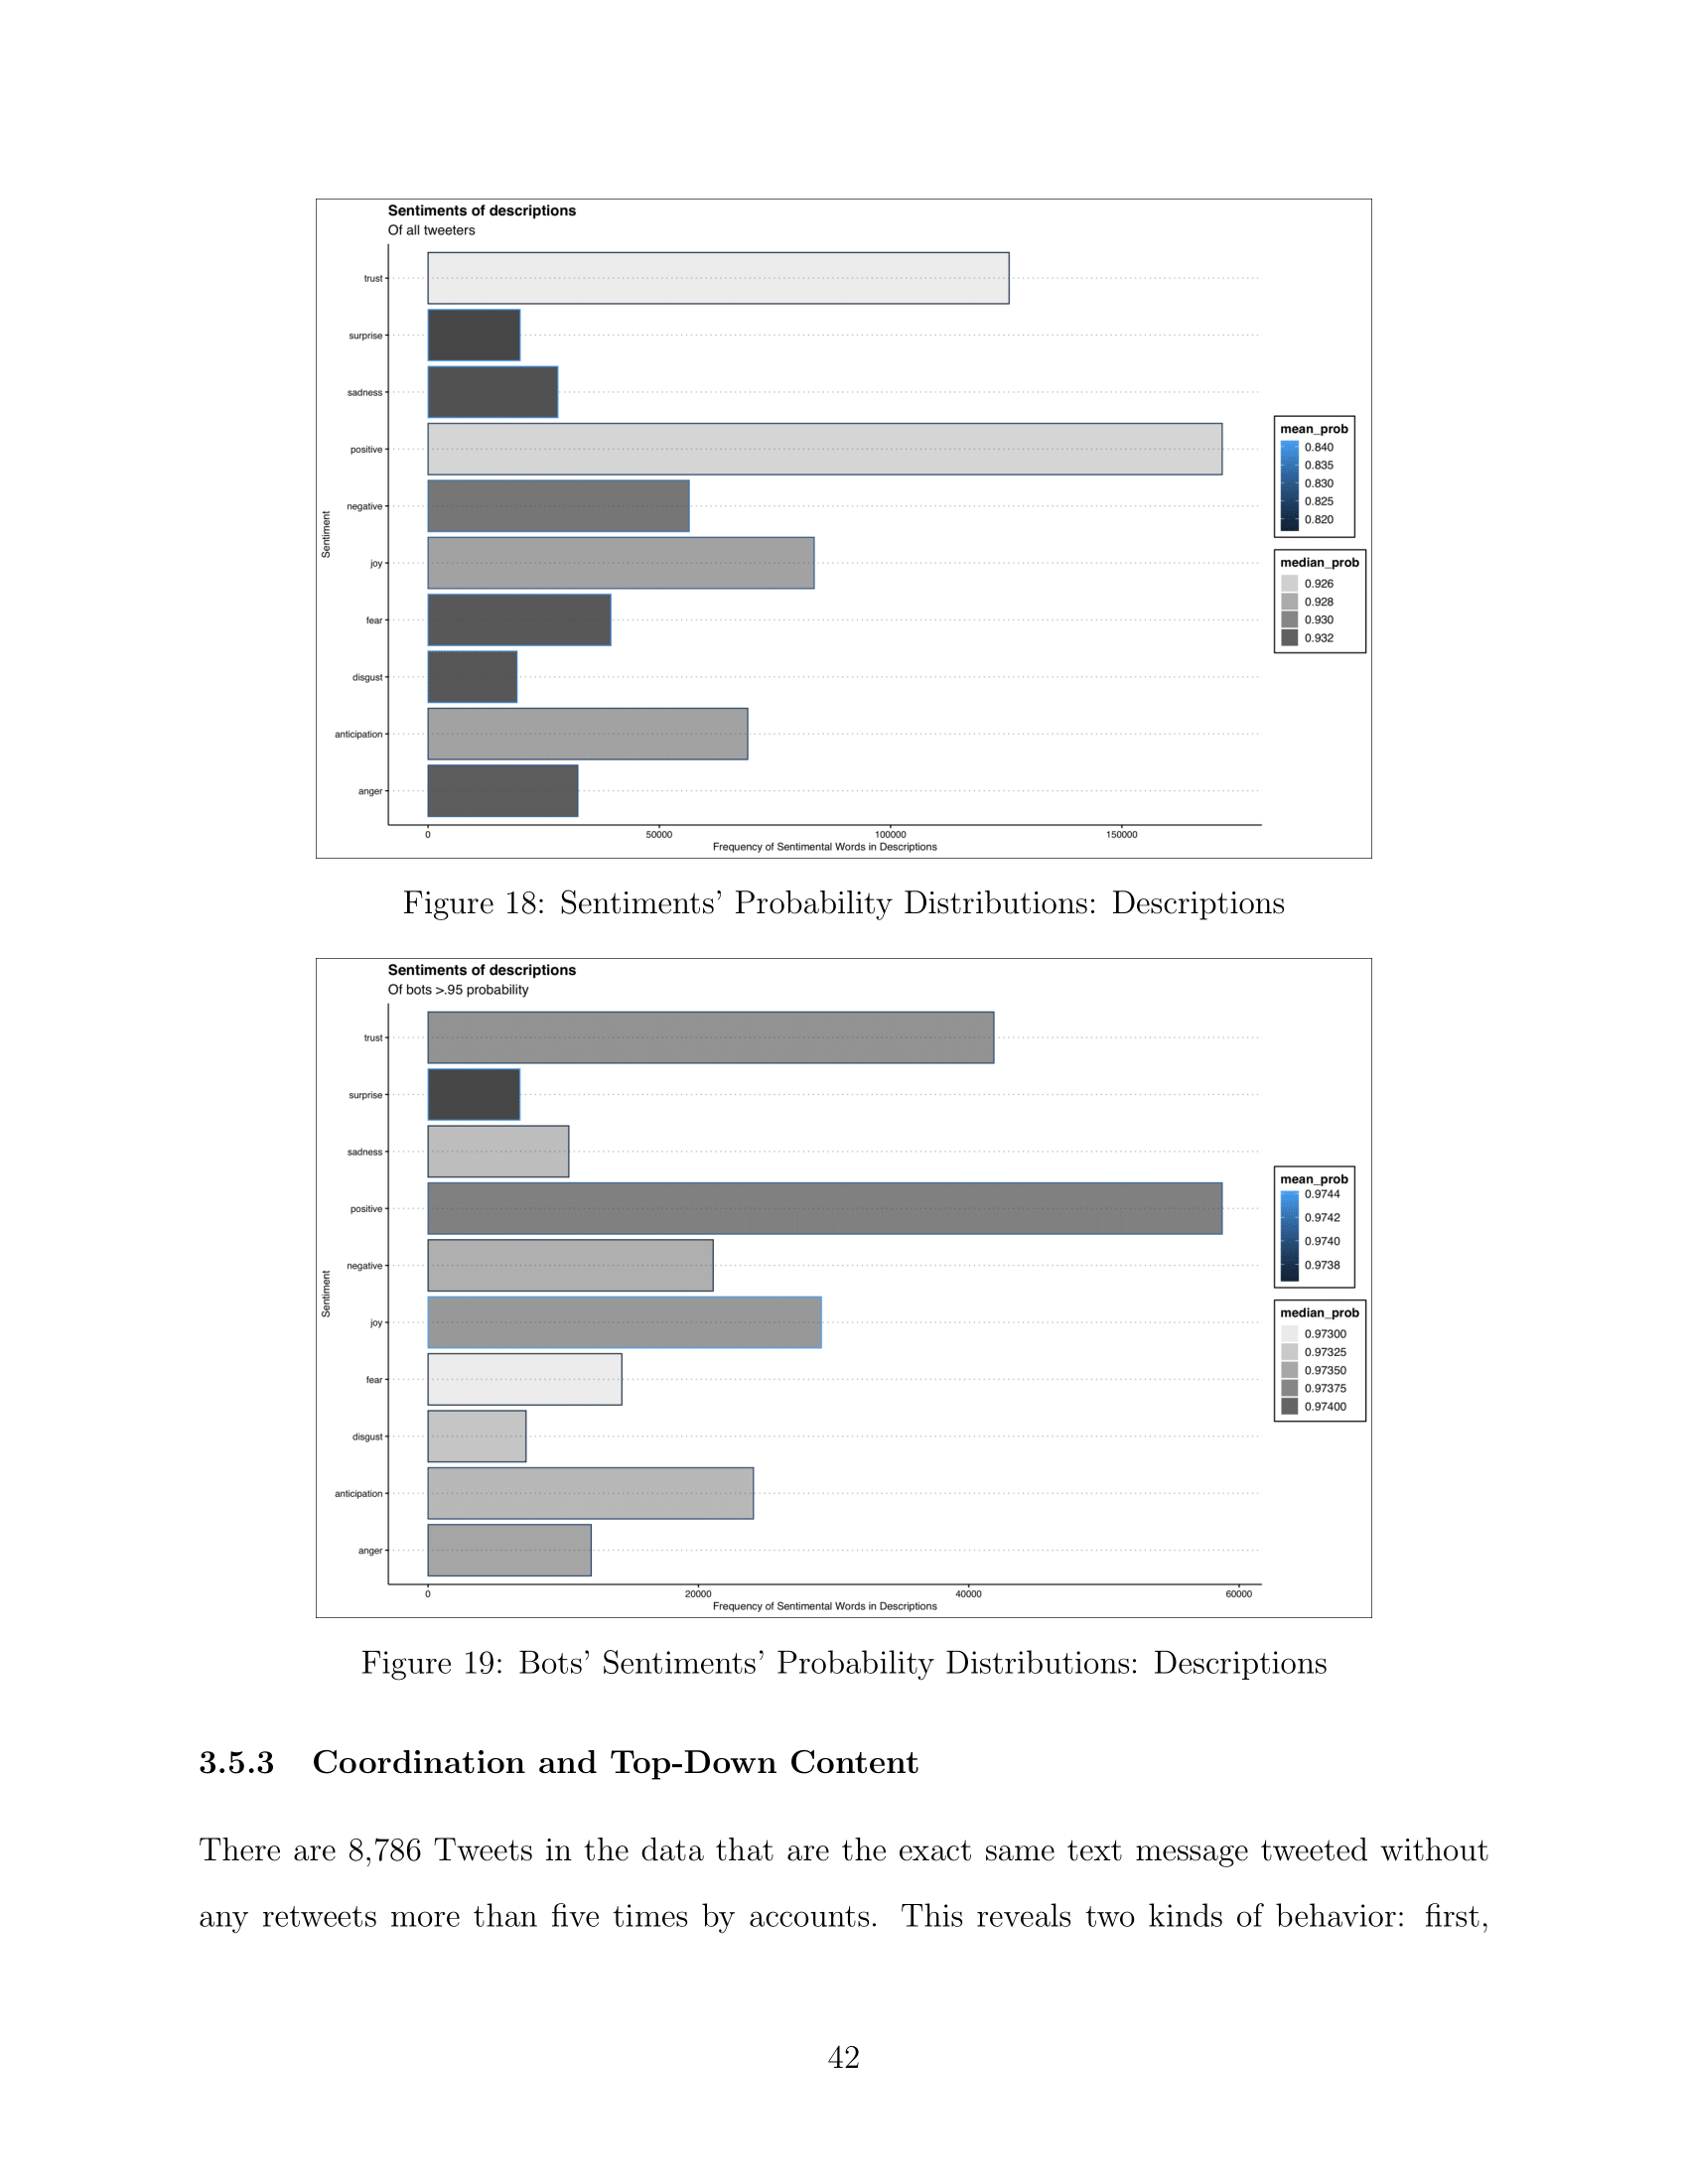 Sentiments of descriptions
Of all tweeters
trust
surprise
sadness
positive
negative
joy
fear
disgust
anticipation
anger
Sentiment
0 50000 100000 150000
Frequency of Sentimental Words in Descriptions
mean_prob
0.840
0.835
0.830
0.825
0.820
median_prob
0.926
0.928
0.930
0.932
Figure 18: Sentiments' Probability Distributions: Descriptions
Sentiments of descriptions
Of bots >.95 probability
trust
surprise
sadness
positive
negative
joy
fear
disgust
anticipation
anger
Sentiment
0 20000 40000 60000
Frequency of Sentimental Words in Descriptions
mean_prob
0.9744
0.9742
0.9740
0.9738
median_prob
0.97300
0.97325
0.97350
0.97375
0.97400
Figure 19: Bots' Sentiments' Probability Distributions: Descriptions
3.5.3 Coordination and Top-Down Content
There are 8,786 Tweets in the data that are the exact same text message tweeted without
any retweets more than five times by accounts. This reveals two kinds of behavior: first,
42